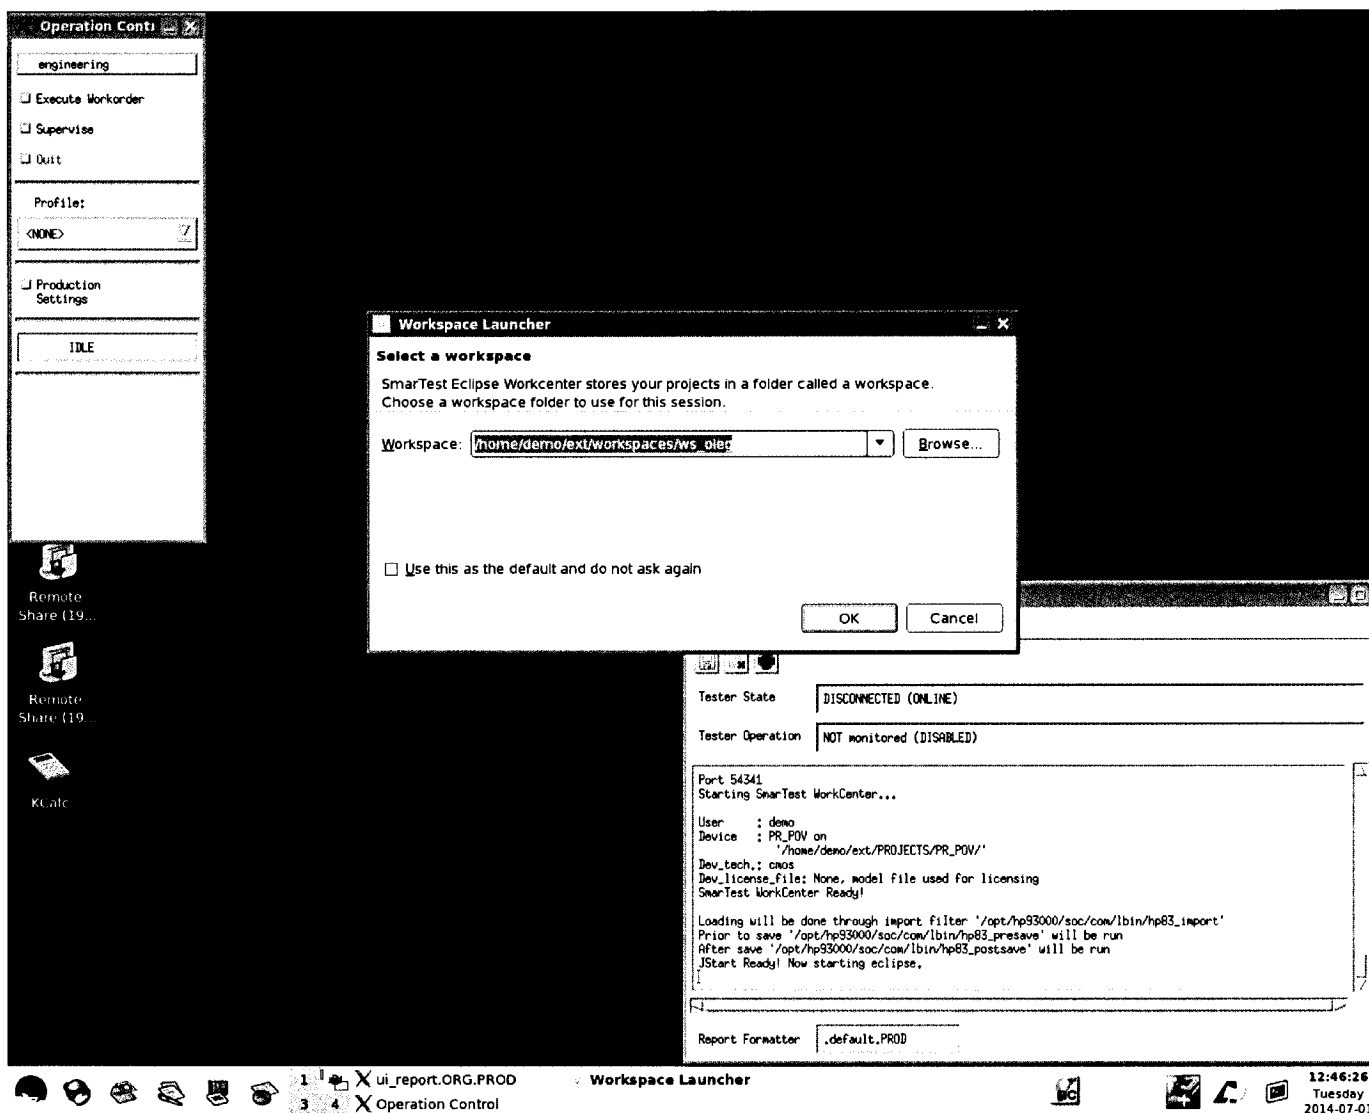 Operation Cont
engineering
Execute Workorder
Supervise
Quit
Profile:
<NONE>
Production
Settings
IDLE
Workspace Launcher
Select a workspace
SmarTest Eclipse Workcenter stores your projects in a folder called a workspace.
Choose a workspace folder to use for this session.
Workspace: /home/demo/ext/workspaces/ws_oleg
Browse...
Use this as the default and do not ask again
OK
Cancel
Remote
Share (19...
Remote
Share (19...
KCalc
Tester State DISCONNECTED (ONLINE)
Tester Operation NOT monitored (DISABLED)
Port 54341
Starting SmarTest WorkCenter...
User : demo
Device : PR_POV on
'/home/demo/ext/PROJECTS/PR_POV/'
Dev_tech.: cmos
Dev_license_file: None, model file used for licensing
SmarTest WorkCenter Ready!
Loading will be done through import filter '/opt/hp93000/soc/com/lbin/hp83_import'
Prior to save '/opt/hp93000/soc/com/lbin/hp83_presave' will be run
After save '/opt/hp93000/soc/com/lbin/hp83_postsave' will be run
JStart Ready! Now starting eclipse.
Report Formatter .default.PROD
1 ui_report.ORG.PROD Workspace Launcher
3 4 Operation Control
12:46:26
Tuesday
2014-07-0